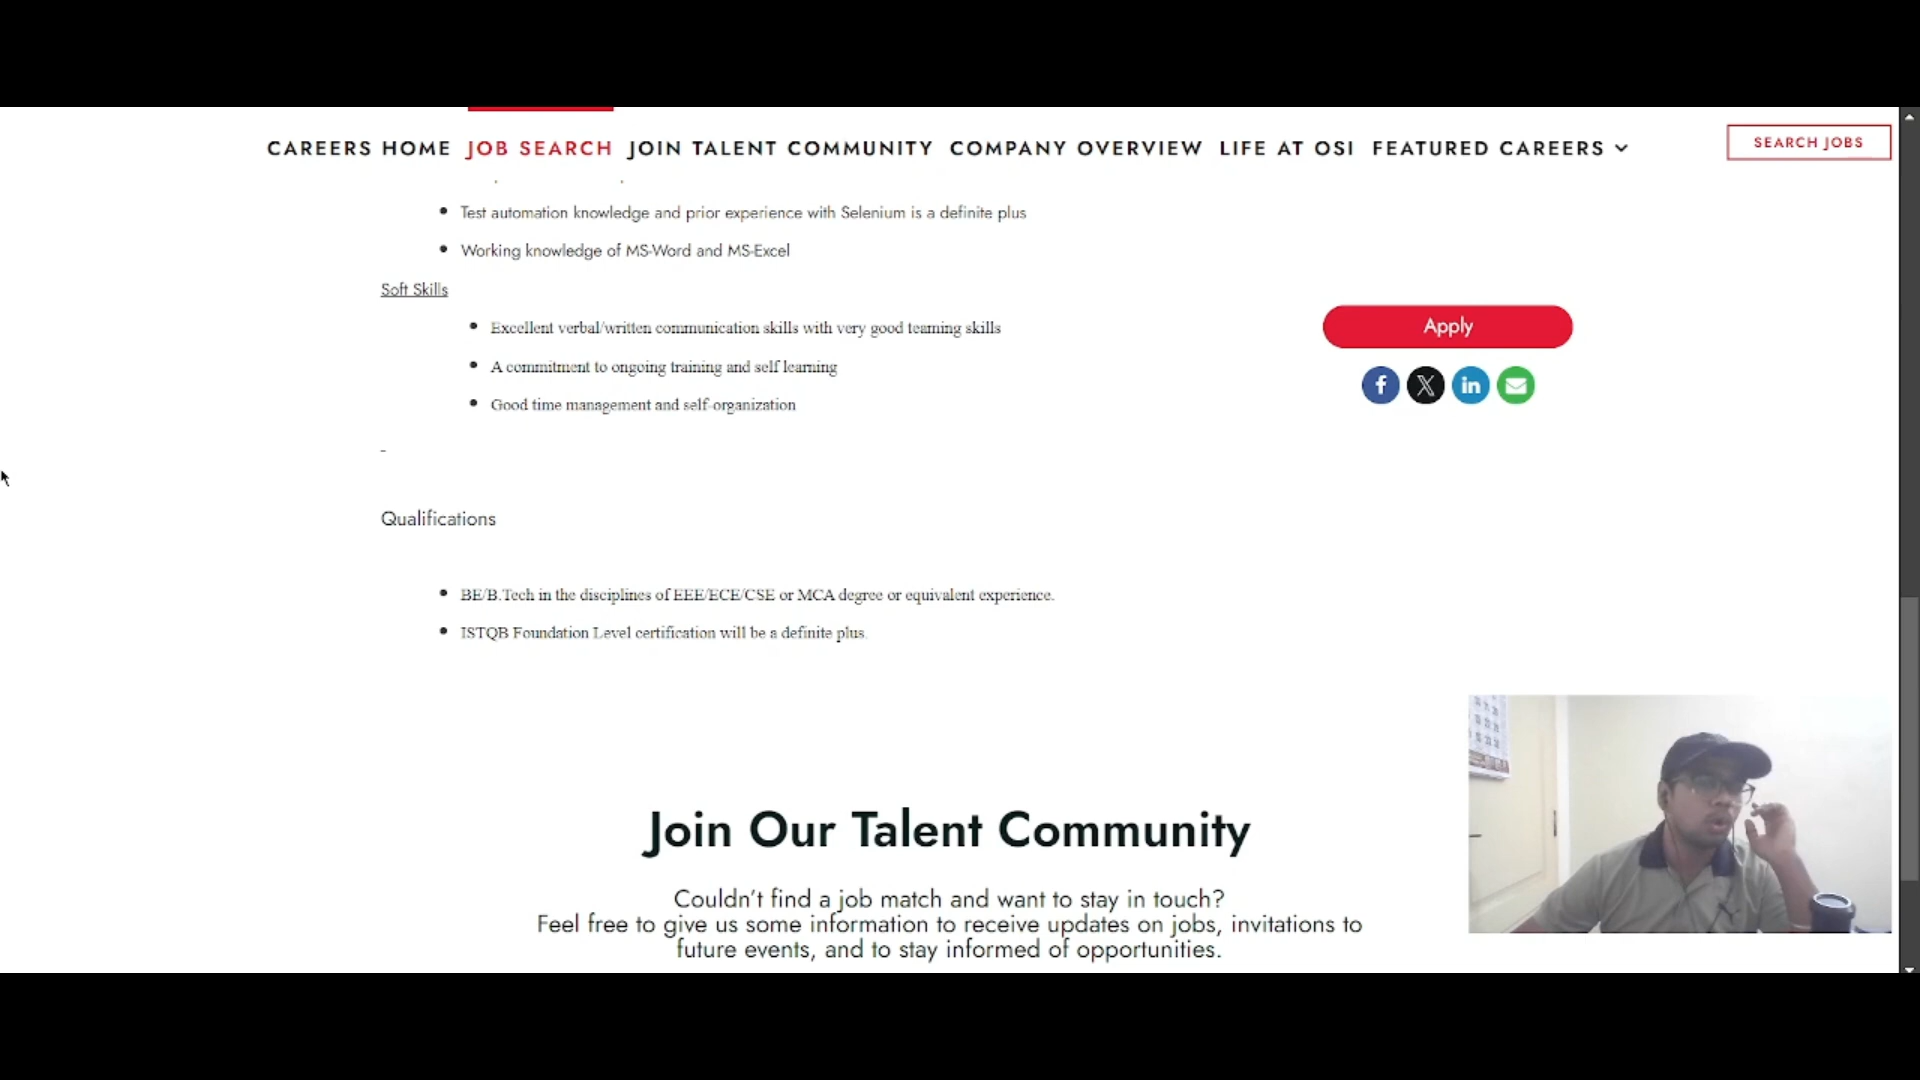 CAREERS HOME JOB SEARCH JOIN TALENT COMMUNITY COMPANY OVERVIEW LIFE AT OSI FEATURED CAREERS
SEARCH JOBS
Test automation knowledge and prior experience with Selenium is a definite plus
Working knowledge of MS-Word and MS-Excel
Soft Skills
Excellent verbal/written communication skills with very good teaming skills
A commitment to ongoing training and self learning
Good time management and self-organization
Apply
Qualifications
BE/B.Tech in the disciplines of EEE/ECE/CSE or MCA degree or equivalent experience.
ISTQB Foundation Level certification will be a definite plus.
Join Our Talent Community
Couldn’t find a job match and want to stay in touch?
Feel free to give us some information to receive updates on jobs, invitations to
future events, and to stay informed of opportunities.